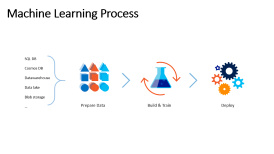 Machine Learning Process
SQL DB
Cosmos DB
Datawarehouse
Data lake
Blob storage
...
Prepare Data
Build & Train
Deploy